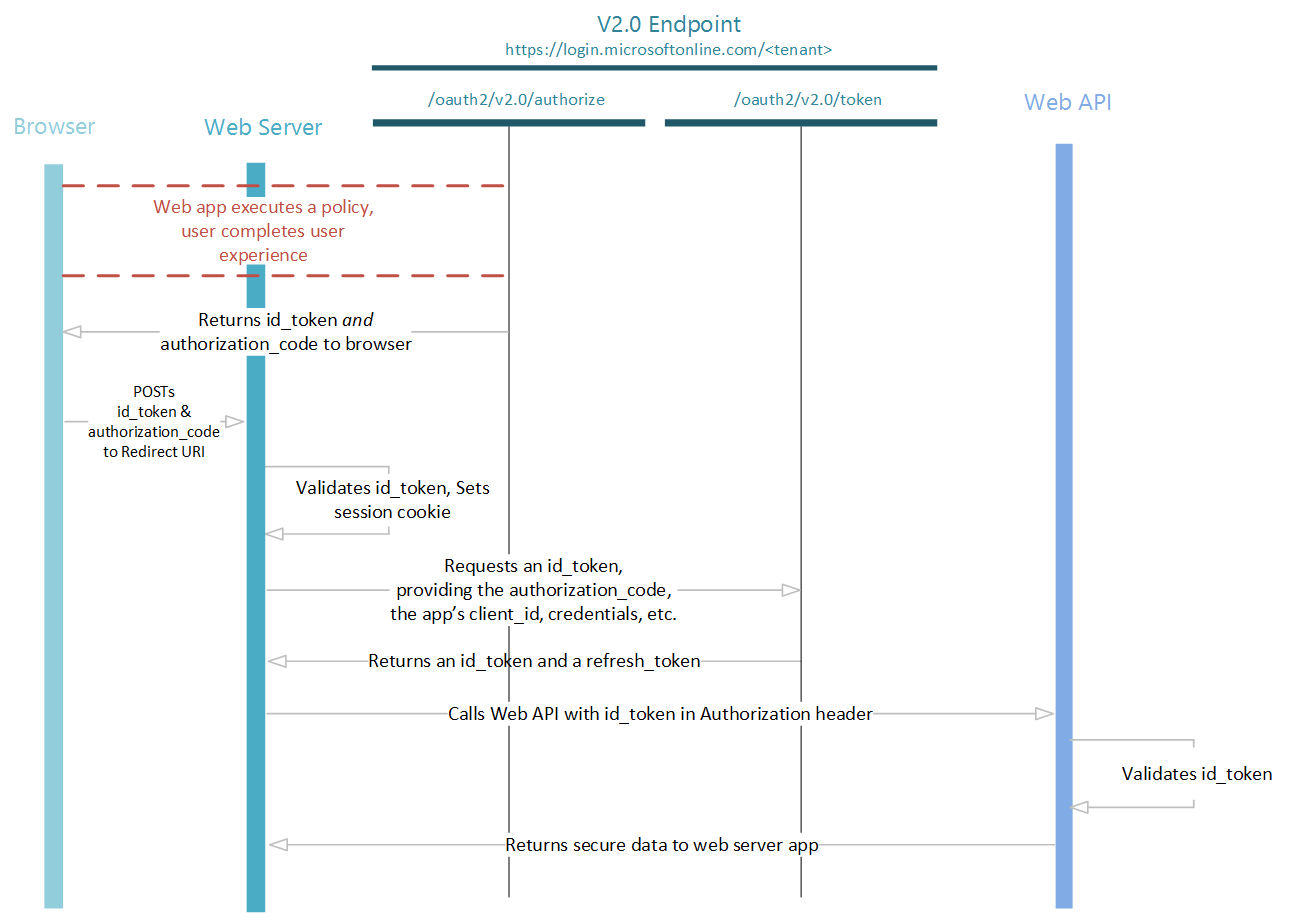 V2.0 Endpoint
https://login.microsoftonline.com/<tenant>
/oauth2/v2.0/authorize
/oauth2/v2.0/token
Web API
Browser
Web Server
Web app executes a policy,
user completes user
experience
Returns id_token and
authorization_code to browser
POSTs
id_token &
authorization_code
to Redirect URI
Validates id_token, Sets
session cookie
Requests an id_token,
providing the authorization_code,
the app’s client_id, credentials, etc.
Returns an id_token and a refresh_token
Calls Web API with id_token in Authorization header
Validates id_token
Returns secure data to web server app